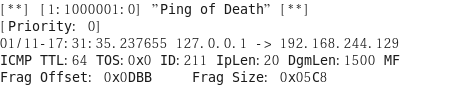 [**] [1:1000001:0] ”Ping of Death” [**]
[Priority: 0]
01/11-17:31:35.237655 127.0.0.1 -> 192.168.244.129
ICMP TTL:64 TOS:0x0 ID:211 IpLen:20 DgmLen:1500 MF
Frag Offset: 0x0DBB Frag Size: 0x05C8